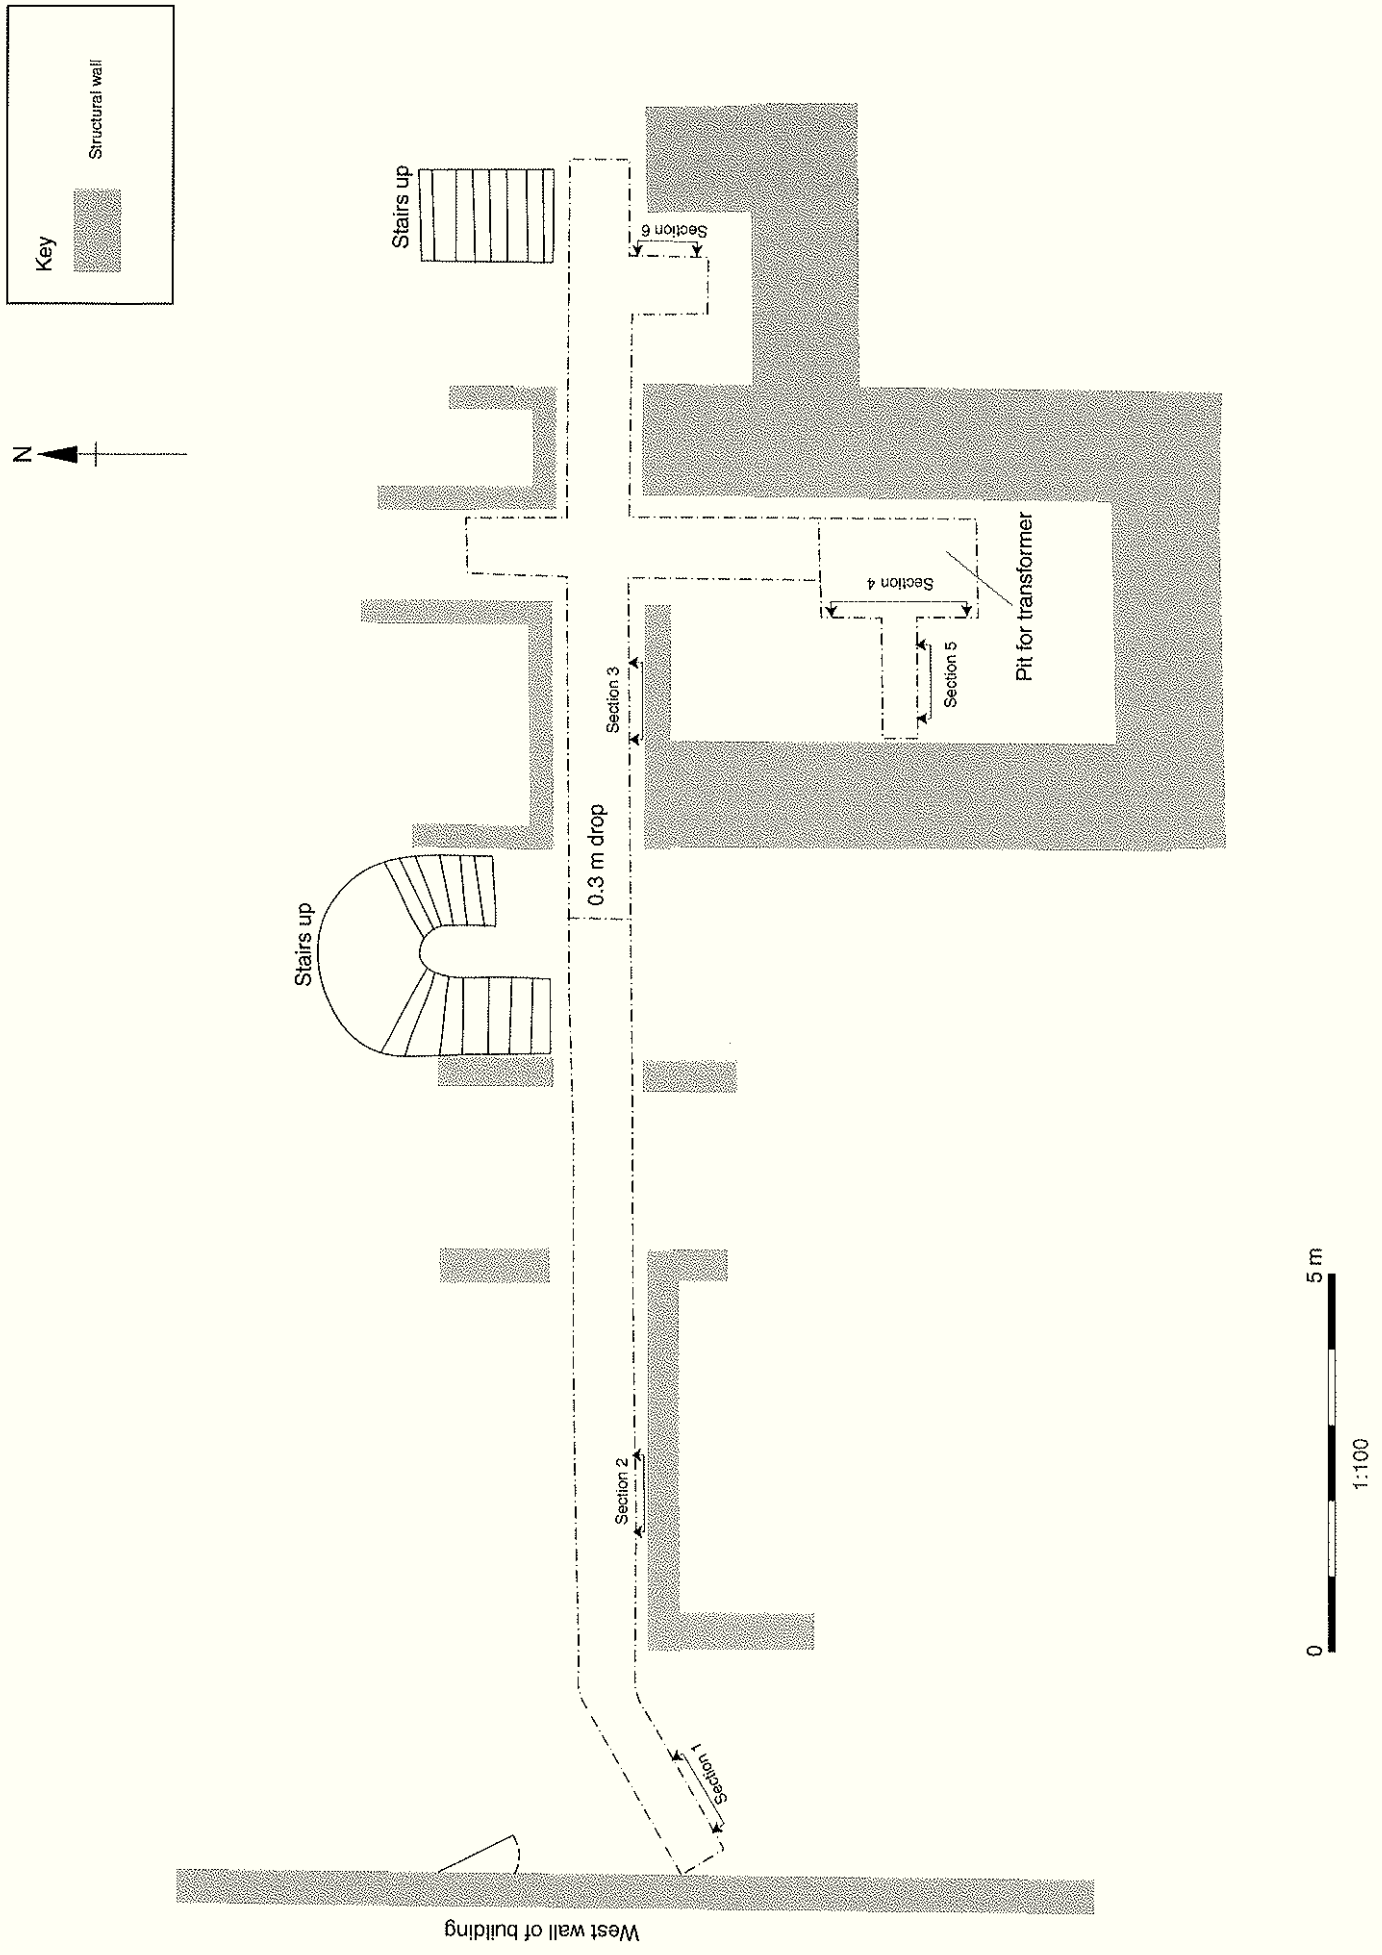 Key
Structural wall
N
Stairs up
Section 6
Stairs up
0.3 m drop
Section 3
Section 4
Section 5
Pit for transformer
Section 2
Section 1
West wall of building
0
5 m
1:100